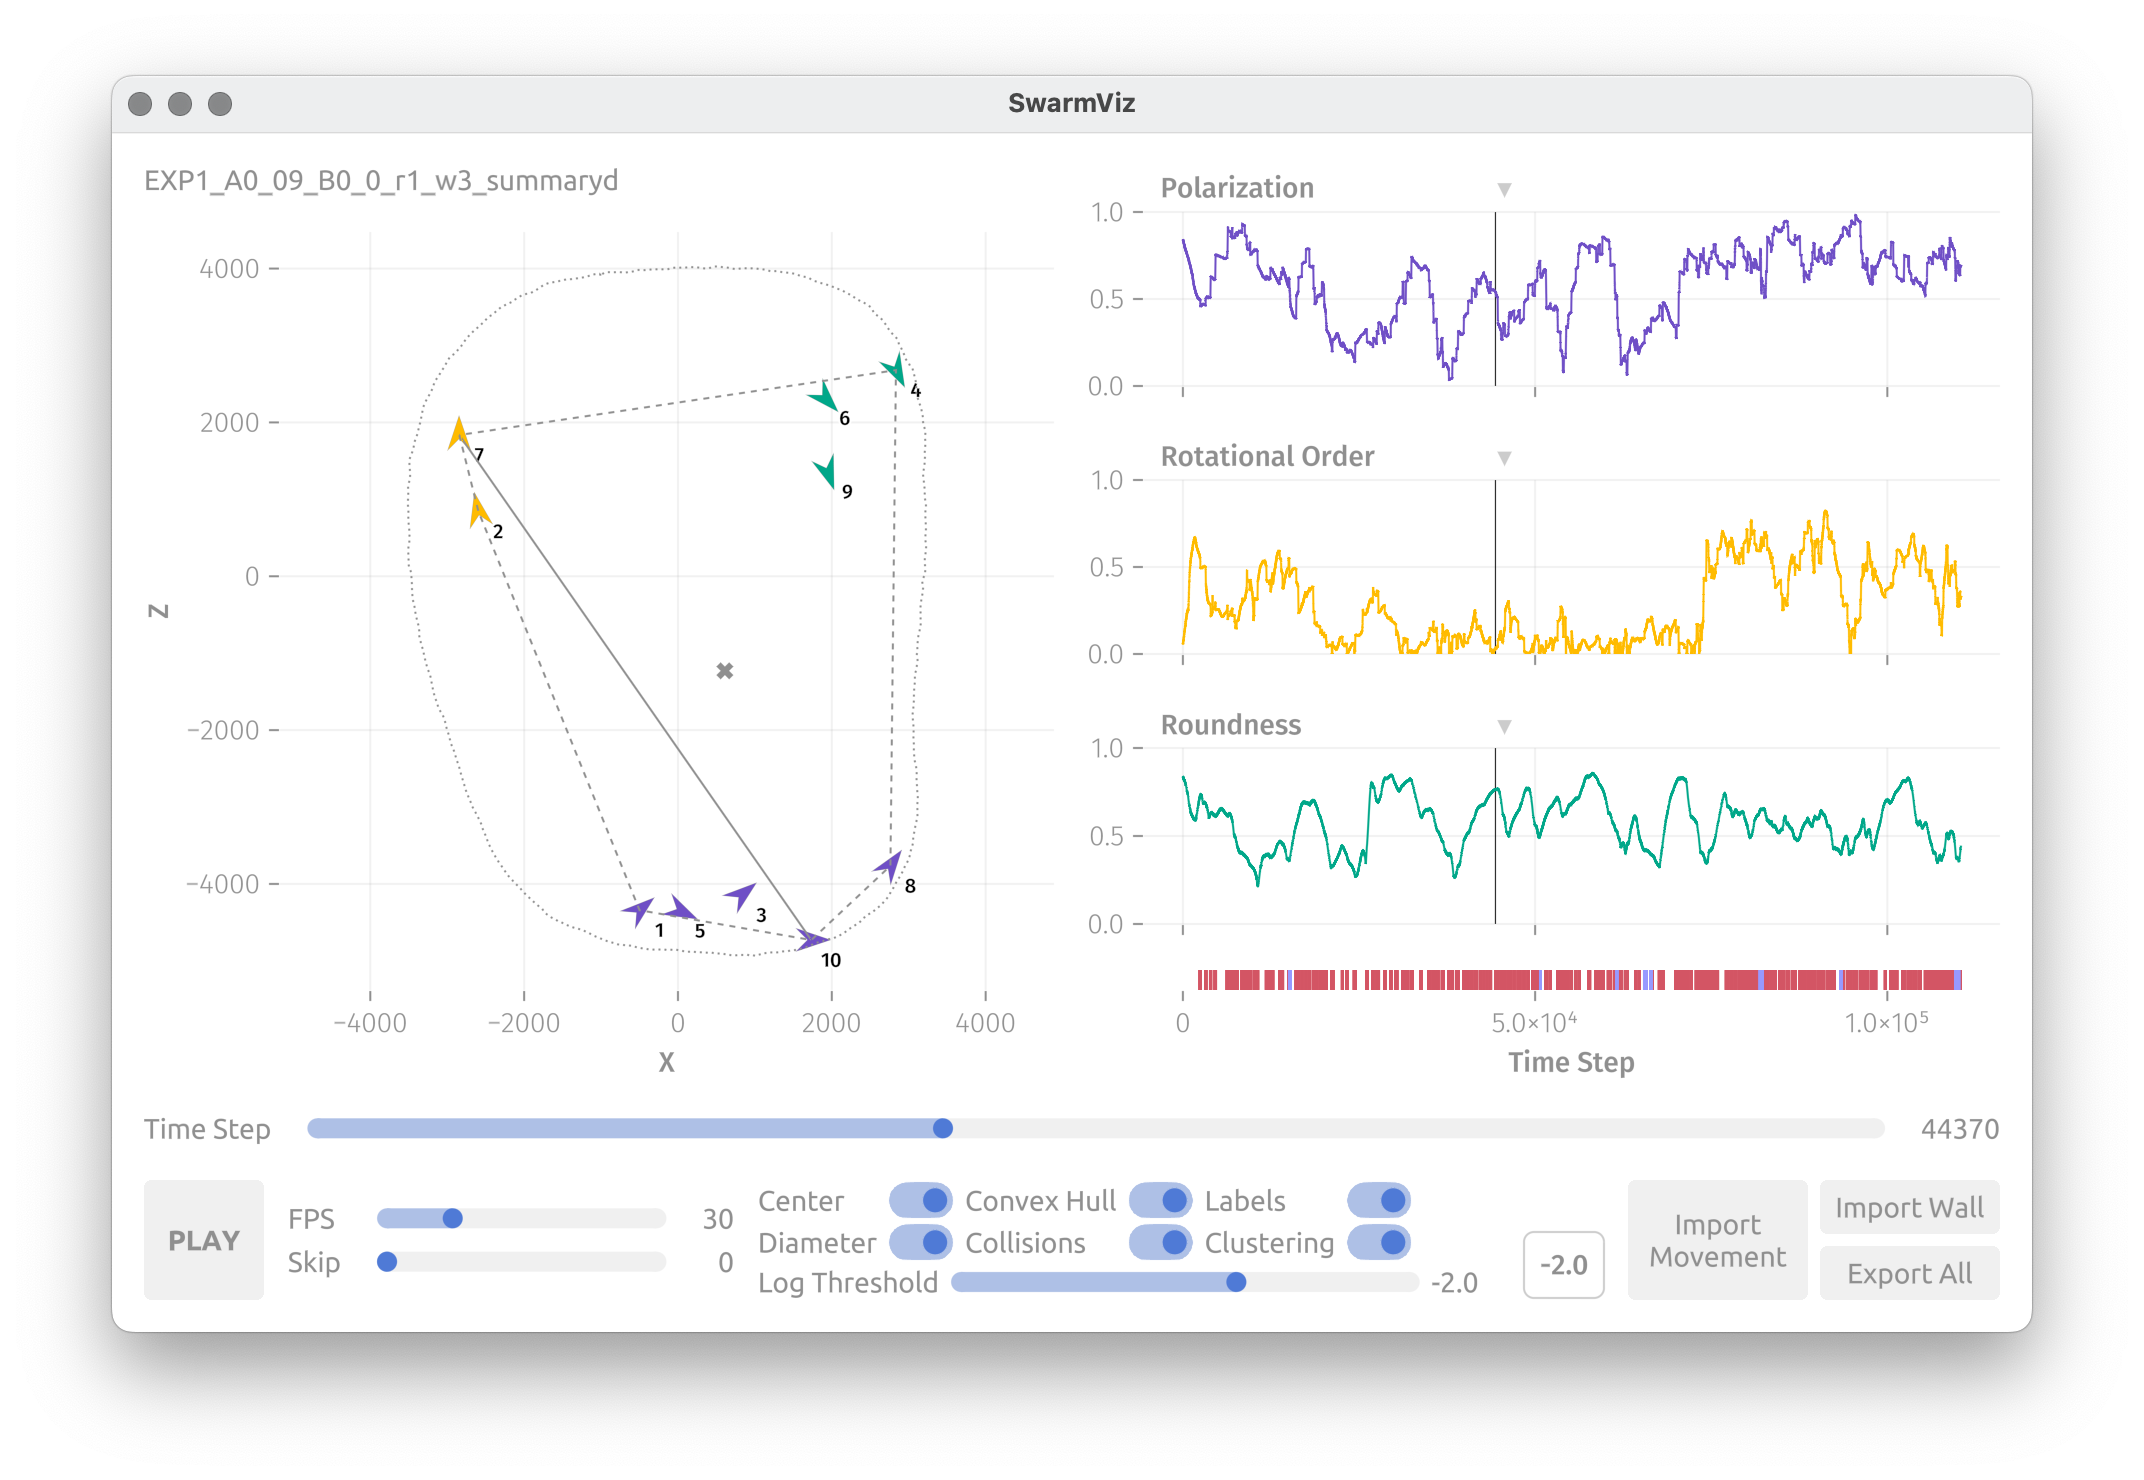 SwarmViz
EXP1_A0_09_B0_0_r1_w3_summaryd
4000
2000
0
−2000
−4000
Z
7
2
4
6
9
8
3
1
5
10
−4000
−2000
0
2000
4000
X
Polarization ▼
1.0
0.5
0.0
Rotational Order ▼
1.0
0.5
0.0
Roundness ▼
1.0
0.5
0.0
0
5.0×10⁴
1.0×10⁵
Time Step
Time Step 44370
PLAY
FPS 30
Skip 0
Center Convex Hull Labels
Diameter Collisions Clustering
Log Threshold -2.0
-2.0
Import
Movement
Import Wall
Export All